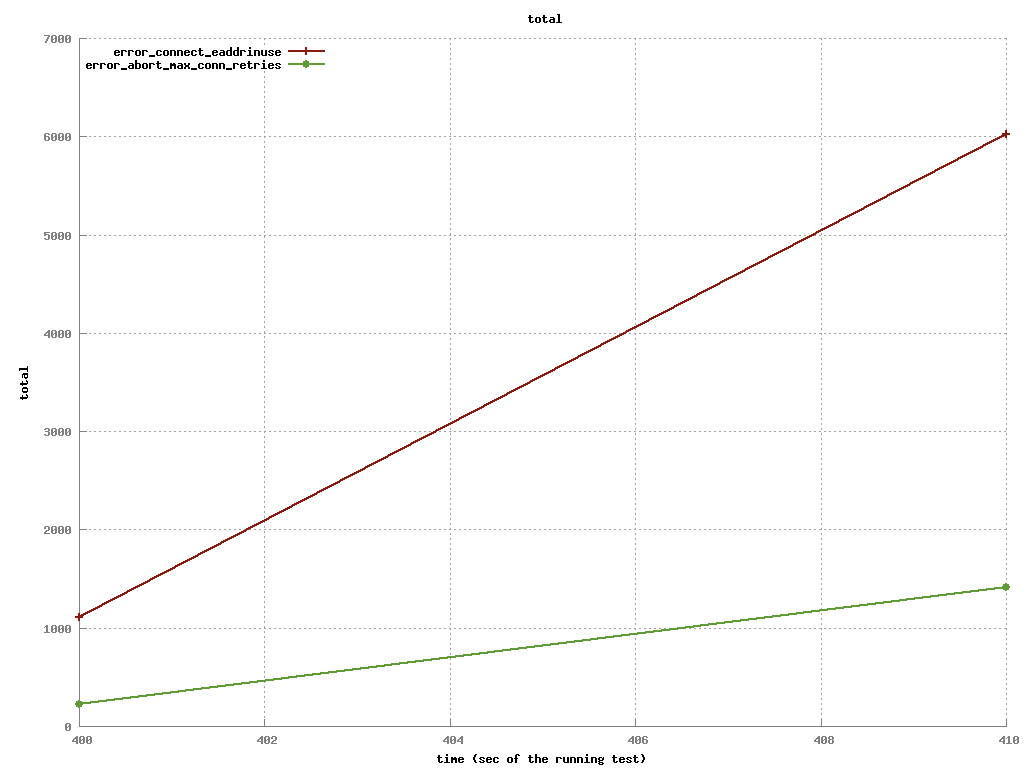 total
7000
error_connect_eaddrinuse
error_abort_max_conn_retries
6000
5000
4000
total
3000
2000
1000
0
400 402 404 406 408 410
time (sec of the running test)